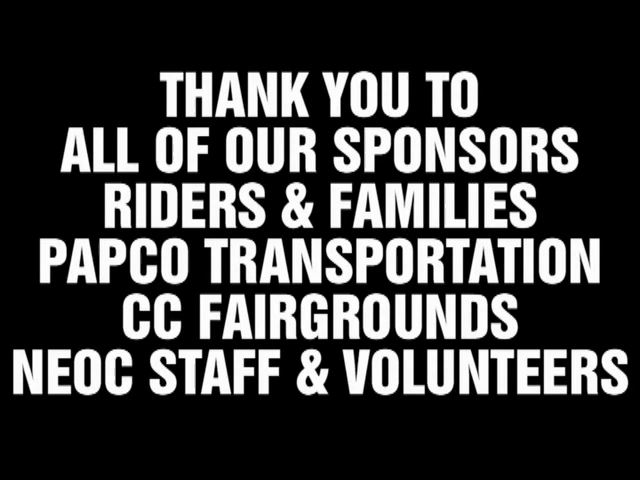 THANK YOU TO
ALL OF OUR SPONSORS
RIDERS & FAMILIES
PAPCO TRANSPORTATION
CC FAIRGROUNDS
NEOC STAFF & VOLUNTEERS